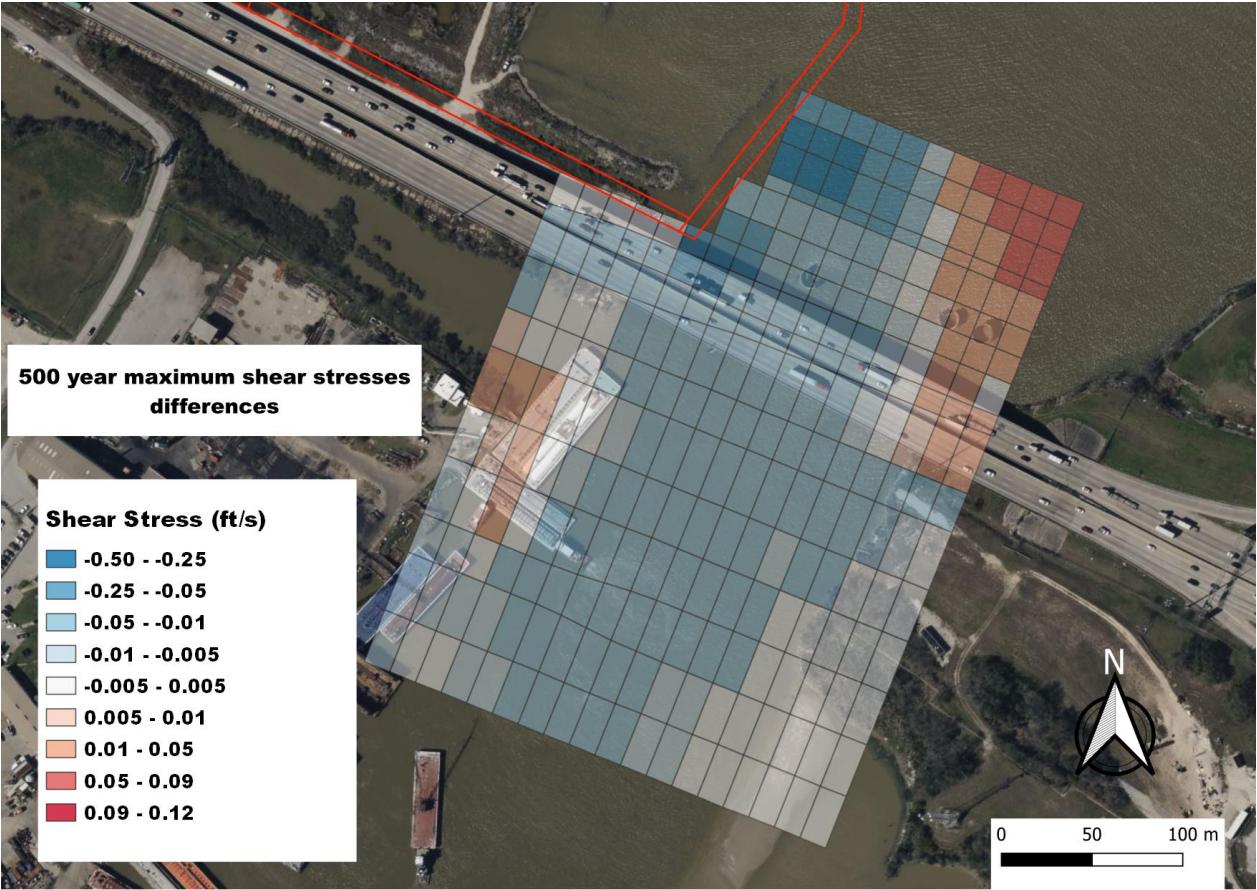 500 year maximum shear stresses
differences
Shear Stress (ft/s)
-0.50 - -0.25
-0.25 - -0.05
-0.05 - -0.01
-0.01 - -0.005
-0.005 - 0.005
0.005 - 0.01
0.01 - 0.05
0.05 - 0.09
0.09 - 0.12
N
0 50 100 m